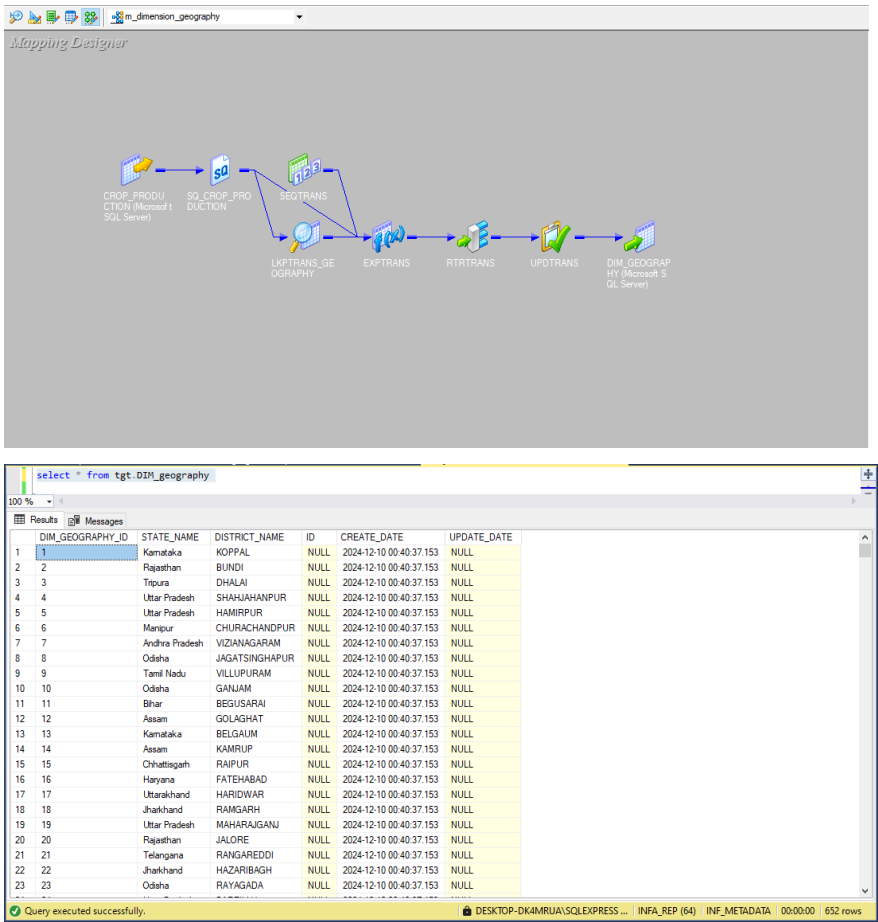 m_dimension_geography
Mapping Designer
CROP_PRODU
CTION (Microsoft
SQL Server)
SQ_CROP_PRO
DUCTION
SEQTRANS
LKPTRANS_GE
OGRAPHY
EXPTRANS
RTRTRANS
UPDTRANS
DIM_GEOGRAP
HY (Microsoft S
QL Server)
select * from tgt.DIM_geography
100 %
Results Messages
DIM_GEOGRAPHY_ID STATE_NAME DISTRICT_NAME ID CREATE_DATE UPDATE_DATE
1 1 Karnataka KOPPAL NULL 2024-12-10 00:40:37.153 NULL
2 2 Rajasthan BUNDI NULL 2024-12-10 00:40:37.153 NULL
3 3 Tripura DHALAI NULL 2024-12-10 00:40:37.153 NULL
4 4 Uttar Pradesh SHAHJAHANPUR NULL 2024-12-10 00:40:37.153 NULL
5 5 Uttar Pradesh HAMIRPUR NULL 2024-12-10 00:40:37.153 NULL
6 6 Manipur CHURACHANDPUR NULL 2024-12-10 00:40:37.153 NULL
7 7 Andhra Pradesh VIZIANAGARAM NULL 2024-12-10 00:40:37.153 NULL
8 8 Odisha JAGATSINGHAPUR NULL 2024-12-10 00:40:37.153 NULL
9 9 Tamil Nadu VILLUPURAM NULL 2024-12-10 00:40:37.153 NULL
10 10 Odisha GANJAM NULL 2024-12-10 00:40:37.153 NULL
11 11 Bihar BEGUSARAI NULL 2024-12-10 00:40:37.153 NULL
12 12 Assam GOLAGHAT NULL 2024-12-10 00:40:37.153 NULL
13 13 Karnataka BELGAUM NULL 2024-12-10 00:40:37.153 NULL
14 14 Assam KAMRUP NULL 2024-12-10 00:40:37.153 NULL
15 15 Chhattisgarh RAIPUR NULL 2024-12-10 00:40:37.153 NULL
16 16 Haryana FATEHABAD NULL 2024-12-10 00:40:37.153 NULL
17 17 Uttarakhand HARIDWAR NULL 2024-12-10 00:40:37.153 NULL
18 18 Jharkhand RAMGARH NULL 2024-12-10 00:40:37.153 NULL
19 19 Uttar Pradesh MAHARAJGANJ NULL 2024-12-10 00:40:37.153 NULL
20 20 Rajasthan JALORE NULL 2024-12-10 00:40:37.153 NULL
21 21 Telangana RANGAREDDI NULL 2024-12-10 00:40:37.153 NULL
22 22 Jharkhand HAZARIBAGH NULL 2024-12-10 00:40:37.153 NULL
23 23 Odisha RAYAGADA NULL 2024-12-10 00:40:37.153 NULL
Query executed successfully. DESKTOP-DK4MRUA\SQLEXPRESS ... INFA_REP (64) INF_METADATA 00:00:00 652 rows